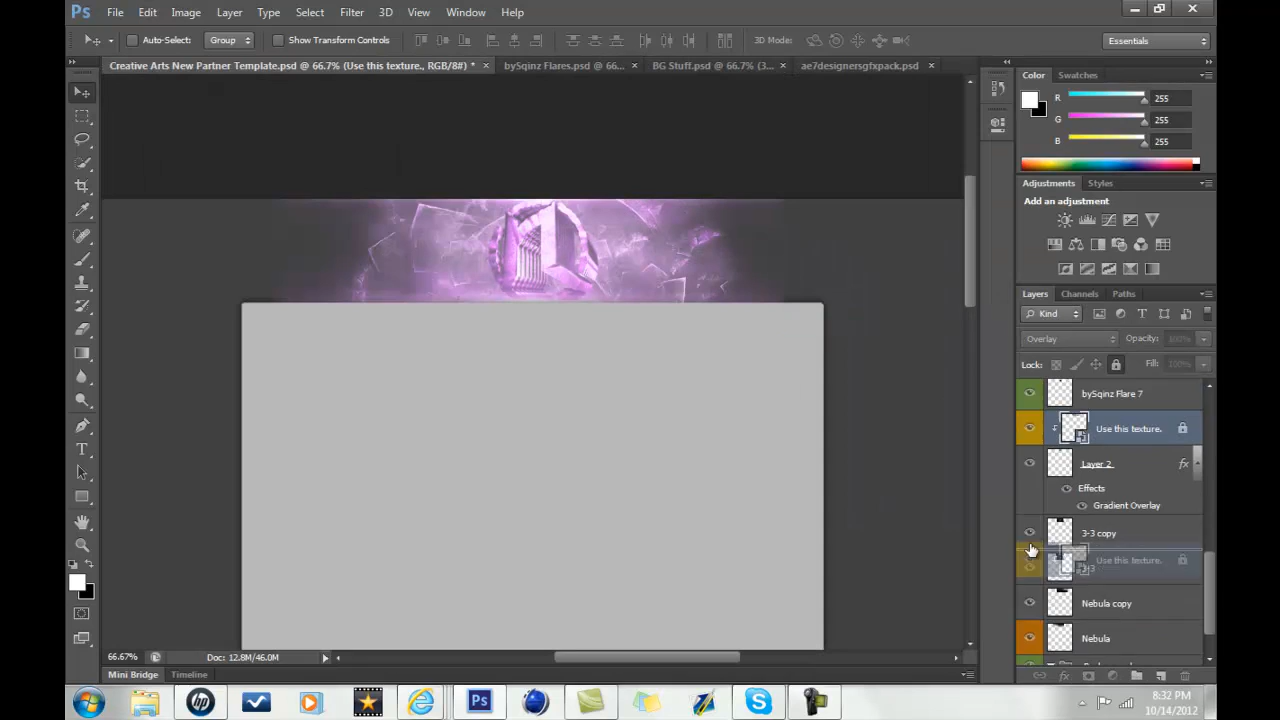 Ps File Edit Image Layer Type Select Filter 3D View Window Help
Auto-Select: Group Show Transform Controls 3D Mode: Essentials
Creative Arts New Partner Template.psd @ 66.7% (Use this texture., RGB/8#) * × bySqinz Flares.psd @ 66... × BG Stuff.psd @ 66.7% (3... × ae7designersgfxpack.psd ×
Color Swatches
R 255
G 255
B 255
Adjustments Styles
Add an adjustment
Layers Channels Paths
Kind
Overlay Opacity: 100%
Lock: Fill: 100%
bySqinz Flare 7
Use this texture.
Layer 2 fx
Effects
Gradient Overlay
3-3 copy
Use this texture.
3-3
Nebula copy
Nebula
66.67% Doc: 12.8M/46.0M
Mini Bridge Timeline
8:32 PM
10/14/2012